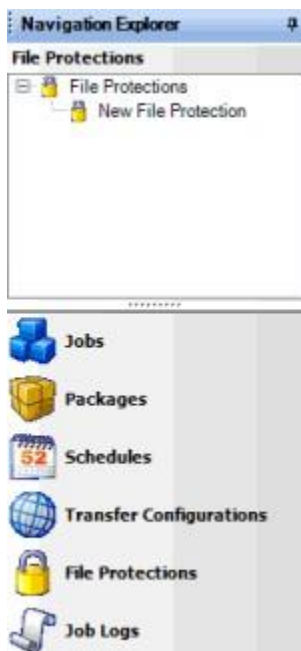 Navigation Explorer
File Protections
File Protections
New File Protection
Jobs
Packages
52
Schedules
Transfer Configurations
File Protections
Job Logs